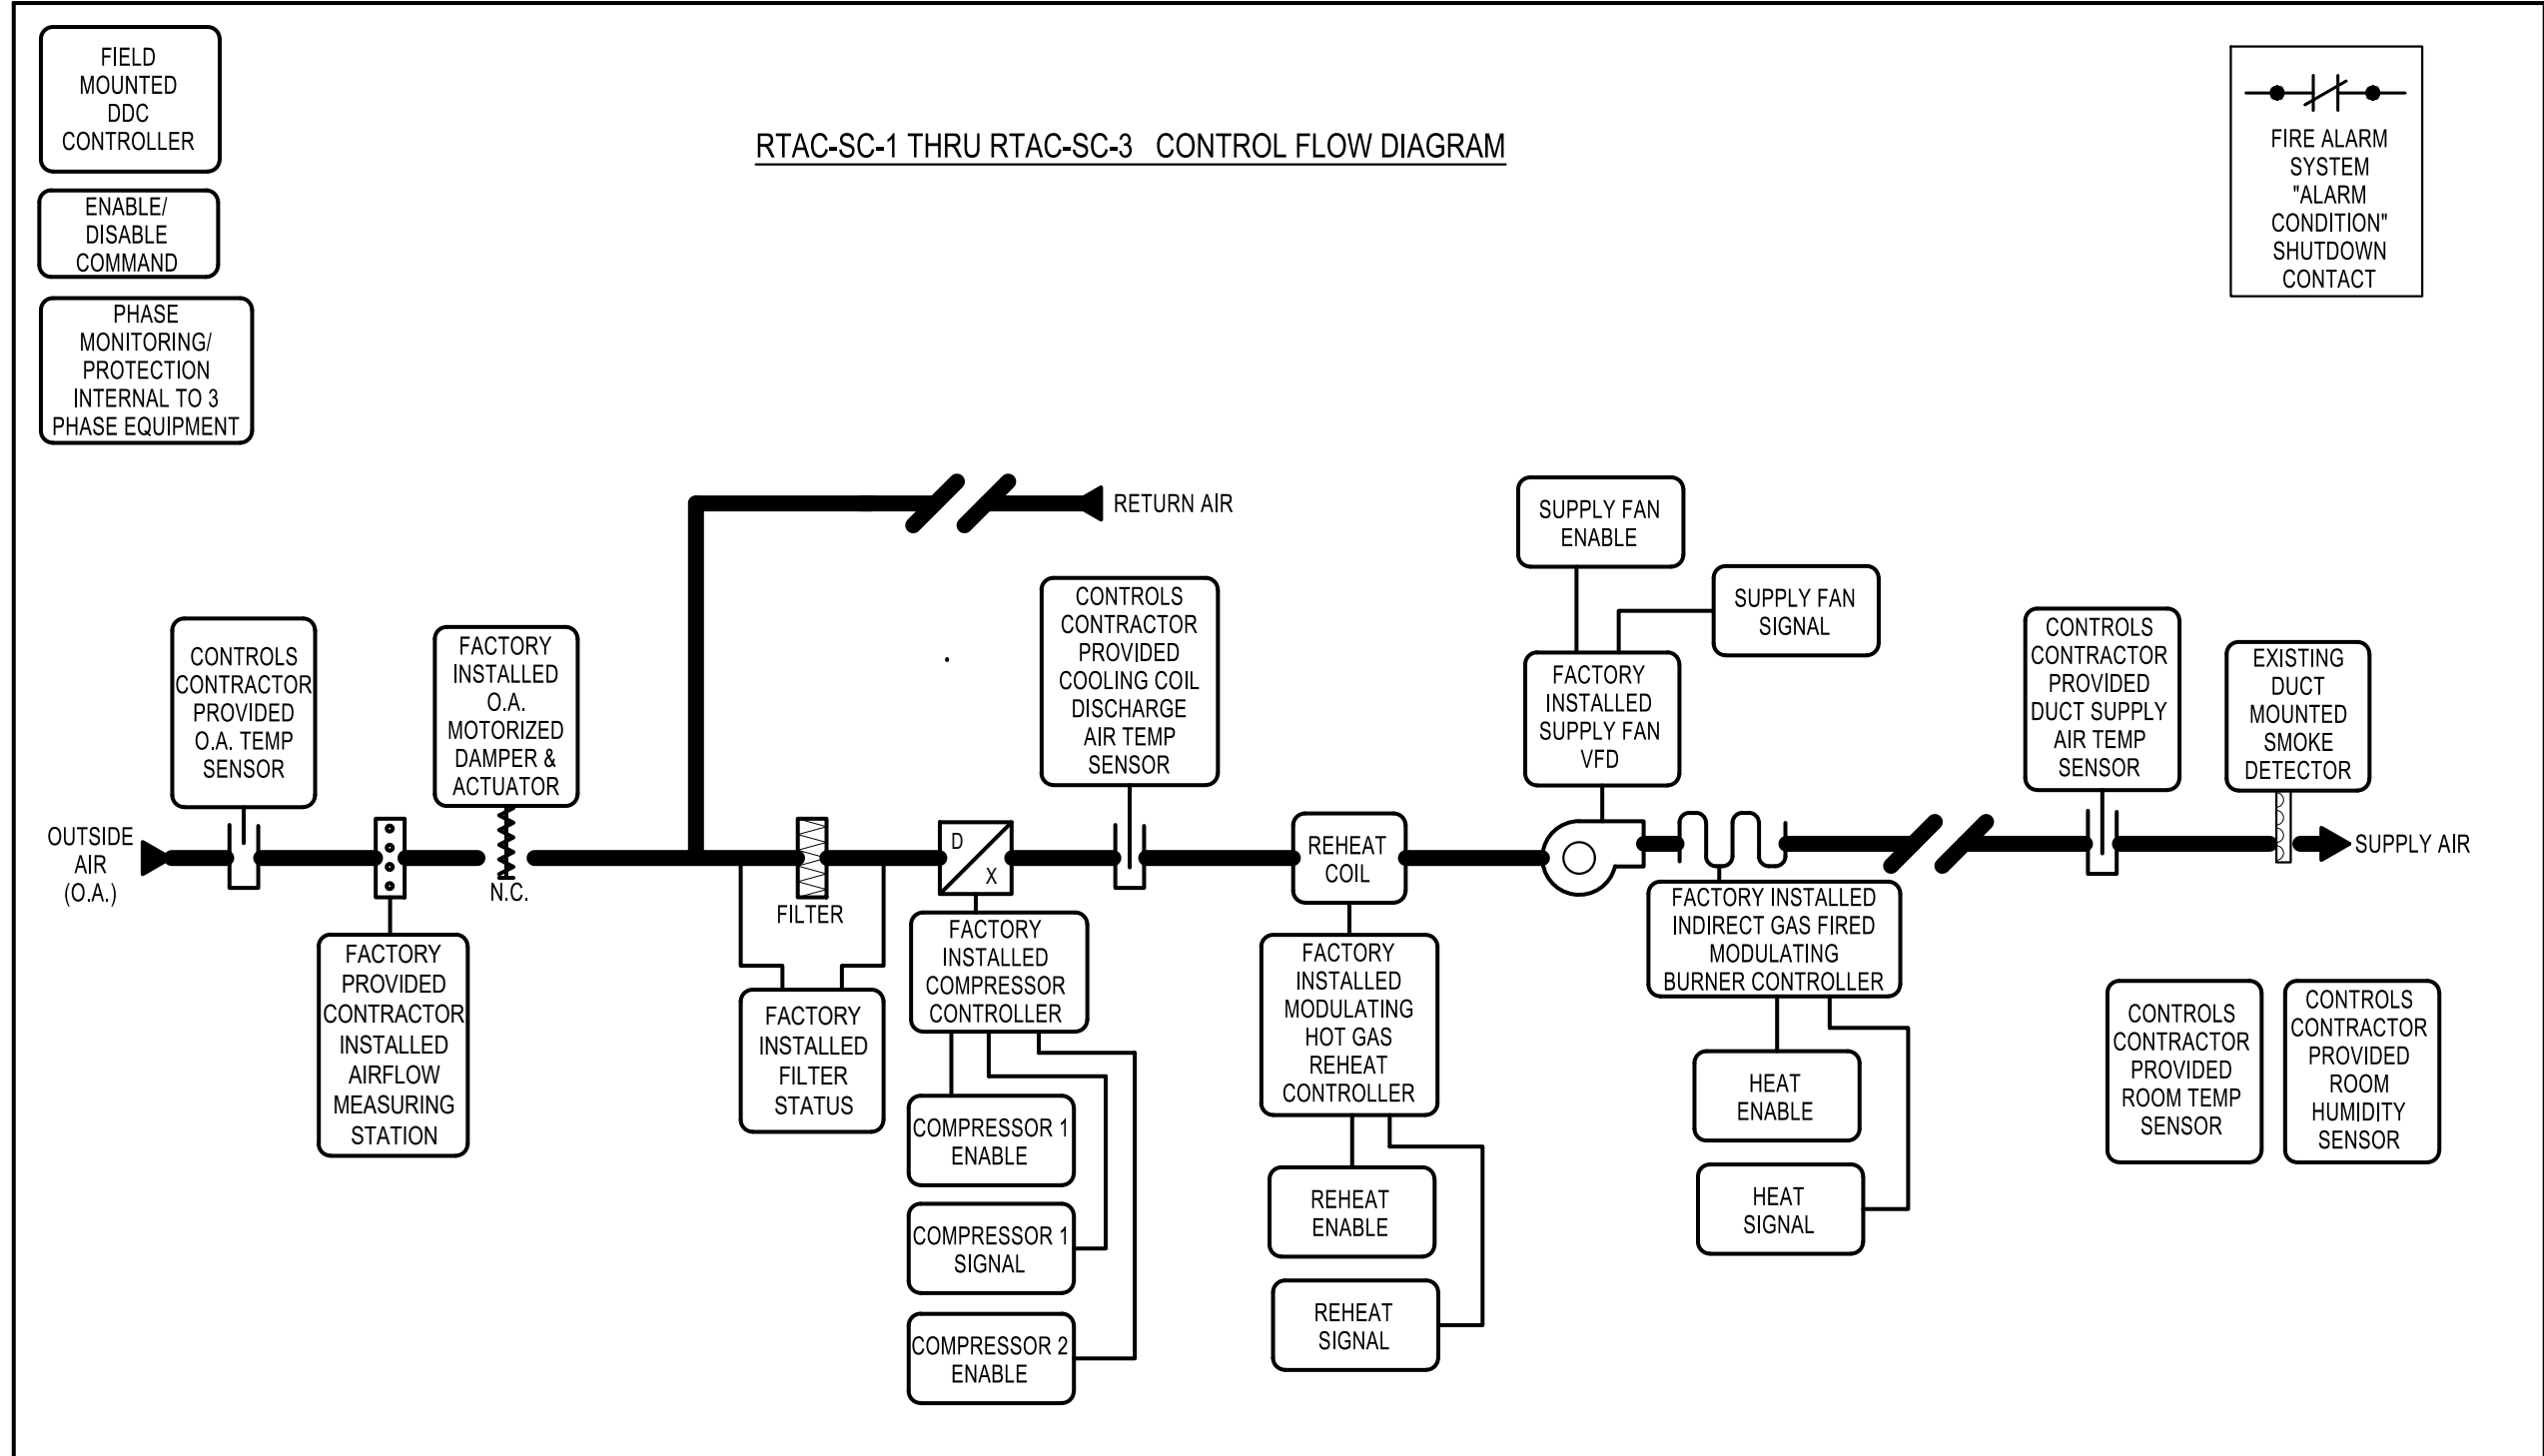 FIELD
MOUNTED
DDC
CONTROLLER
ENABLE/
DISABLE
COMMAND
PHASE
MONITORING/
PROTECTION
INTERNAL TO 3
PHASE EQUIPMENT
RTAC-SC-1 THRU RTAC-SC-3 CONTROL FLOW DIAGRAM
FIRE ALARM
SYSTEM
"ALARM
CONDITION"
SHUTDOWN
CONTACT
RETURN AIR
OUTSIDE
AIR
(O.A.)
CONTROLS
CONTRACTOR
PROVIDED
O.A. TEMP
SENSOR
FACTORY
PROVIDED
CONTRACTOR
INSTALLED
AIRFLOW
MEASURING
STATION
FACTORY
INSTALLED
O.A.
MOTORIZED
DAMPER &
ACTUATOR
N.C.
FILTER
FACTORY
INSTALLED
FILTER
STATUS
D
X
FACTORY
INSTALLED
COMPRESSOR
CONTROLLER
COMPRESSOR 1
ENABLE
COMPRESSOR 1
SIGNAL
COMPRESSOR 2
ENABLE
CONTROLS
CONTRACTOR
PROVIDED
COOLING COIL
DISCHARGE
AIR TEMP
SENSOR
REHEAT
COIL
FACTORY
INSTALLED
MODULATING
HOT GAS
REHEAT
CONTROLLER
REHEAT
ENABLE
REHEAT
SIGNAL
SUPPLY FAN
ENABLE
SUPPLY FAN
SIGNAL
FACTORY
INSTALLED
SUPPLY FAN
VFD
FACTORY INSTALLED
INDIRECT GAS FIRED
MODULATING
BURNER CONTROLLER
HEAT
ENABLE
HEAT
SIGNAL
CONTROLS
CONTRACTOR
PROVIDED
DUCT SUPPLY
AIR TEMP
SENSOR
EXISTING
DUCT
MOUNTED
SMOKE
DETECTOR
SUPPLY AIR
CONTROLS
CONTRACTOR
PROVIDED
ROOM TEMP
SENSOR
CONTROLS
CONTRACTOR
PROVIDED
ROOM
HUMIDITY
SENSOR